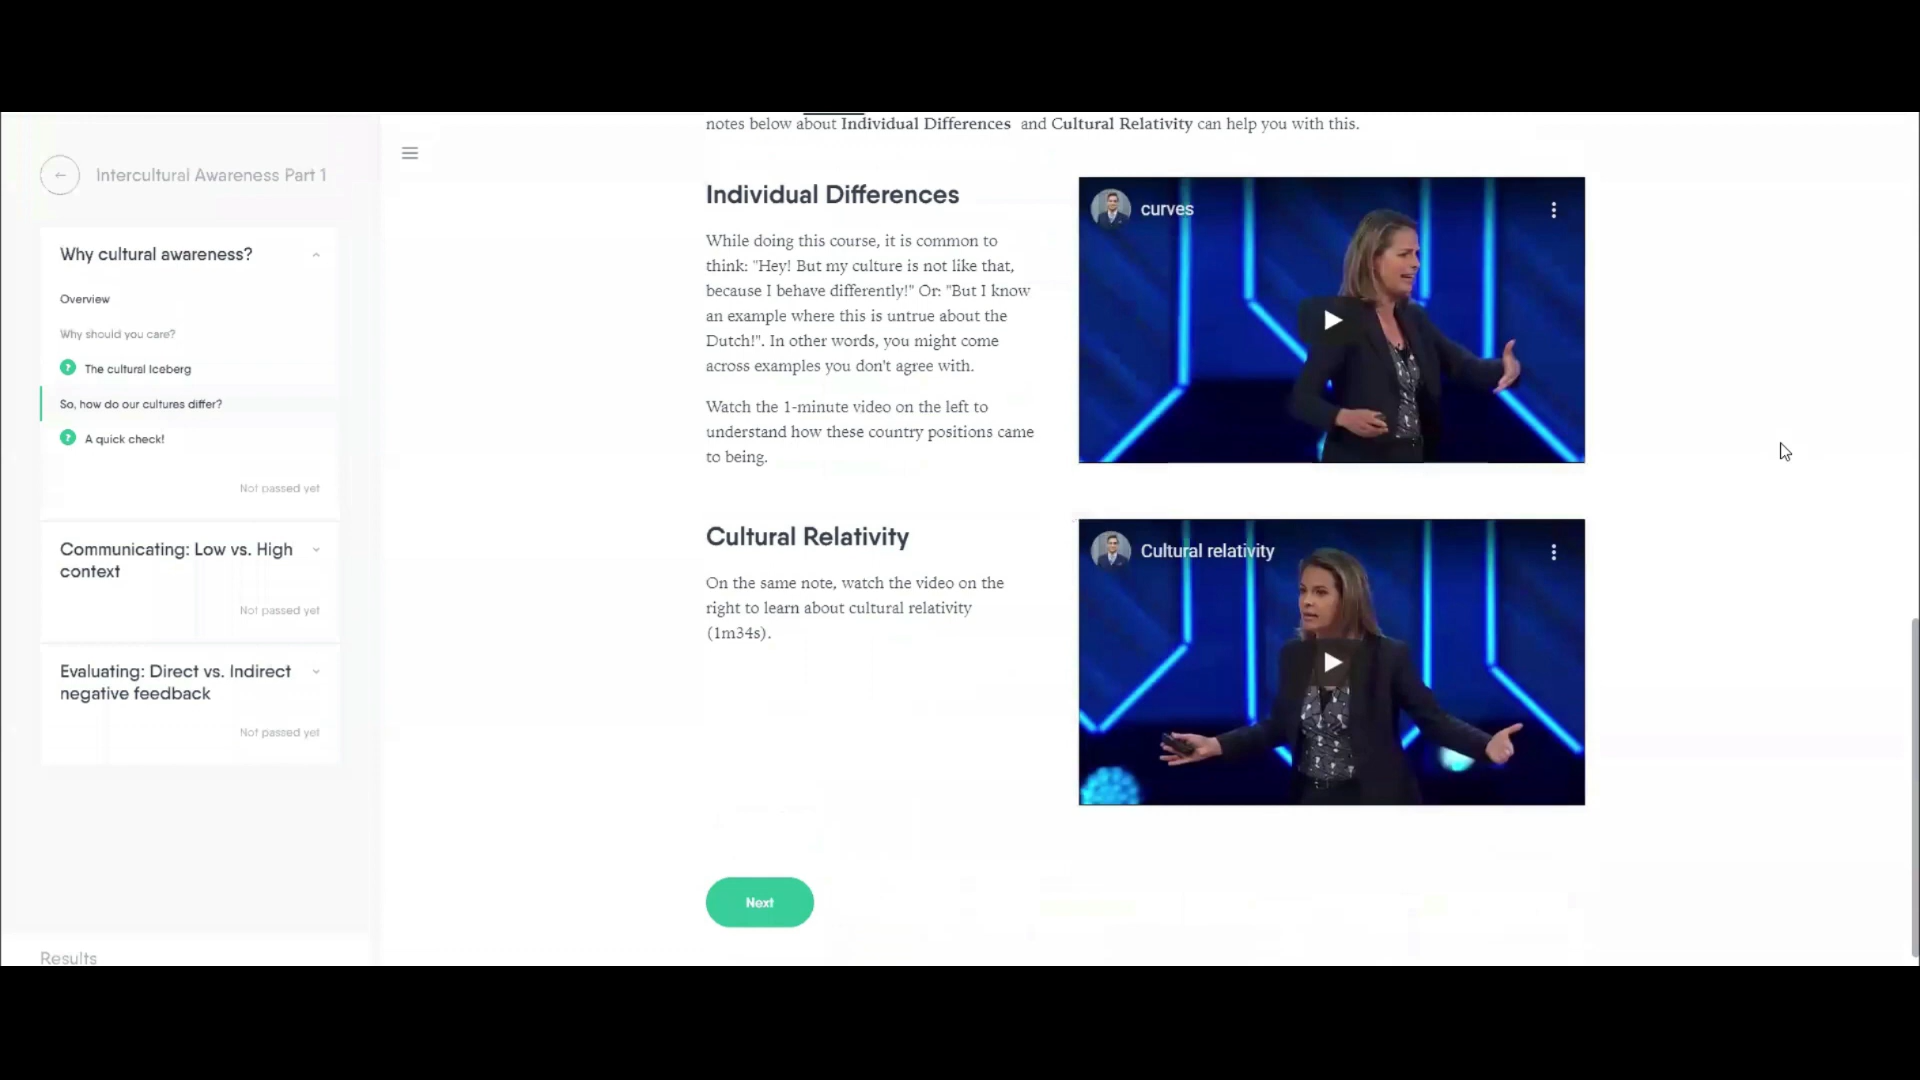 notes below about Individual Differences and Cultural Relativity can help you with this.
Intercultural Awareness Part 1
Why cultural awareness?
Overview
Why should you care?
? The cultural Iceberg
So, how do our cultures differ?
? A quick check!
Not passed yet
Communicating: Low vs. High
context
Not passed yet
Evaluating: Direct vs. Indirect
negative feedback
Not passed yet
Results
Individual Differences
While doing this course, it is common to
think: "Hey! But my culture is not like that,
because I behave differently!" Or: "But I know
an example where this is untrue about the
Dutch!". In other words, you might come
across examples you don't agree with.
Watch the 1-minute video on the left to
understand how these country positions came
to being.
curves
Cultural Relativity
On the same note, watch the video on the
right to learn about cultural relativity
(1m34s).
Cultural relativity
Next